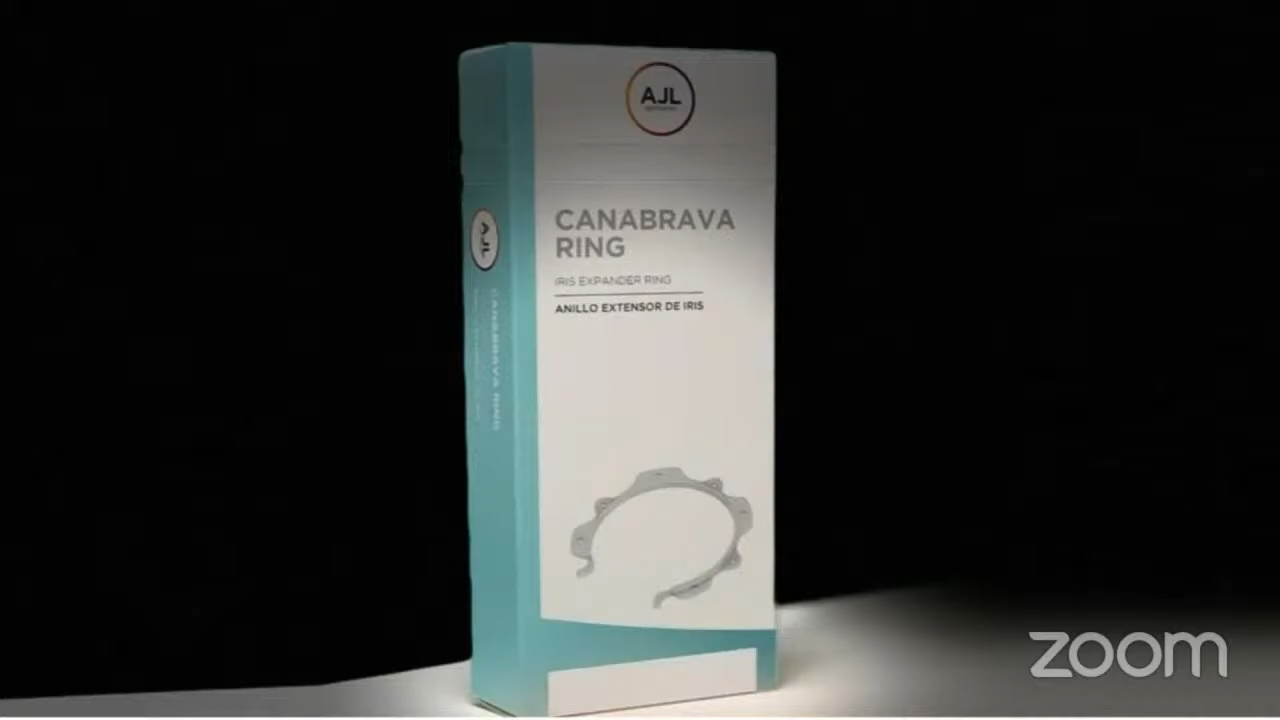 AJL
CANABRAVA
RING
IRIS EXPANDER RING
ANILLO EXTENSOR DE IRIS
AJL
CANABRAVA RING
zoom